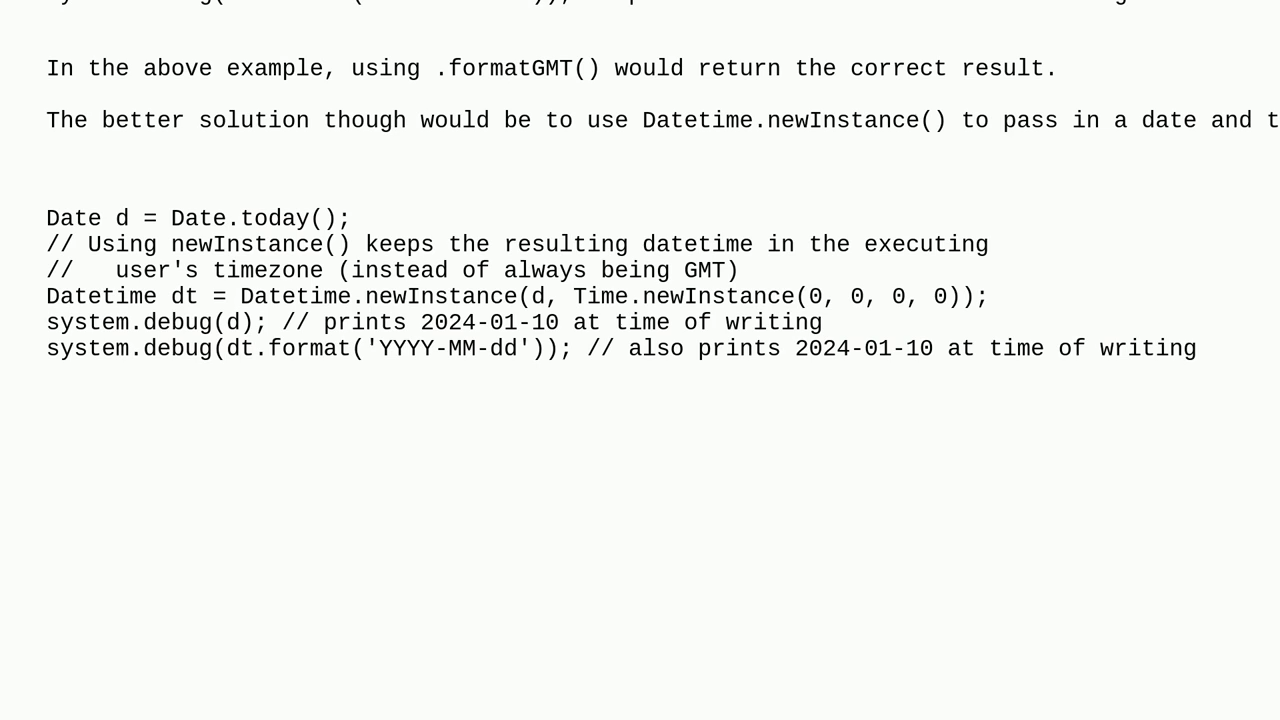 In the above example, using .formatGMT() would return the correct result.
The better solution though would be to use Datetime.newInstance() to pass in a date and
Date d = Date.today();
// Using newInstance() keeps the resulting datetime in the executing
//   user's timezone (instead of always being GMT)
Datetime dt = Datetime.newInstance(d, Time.newInstance(0, 0, 0, 0));
system.debug(d); // prints 2024-01-10 at time of writing
system.debug(dt.format('YYYY-MM-dd')); // also prints 2024-01-10 at time of writing